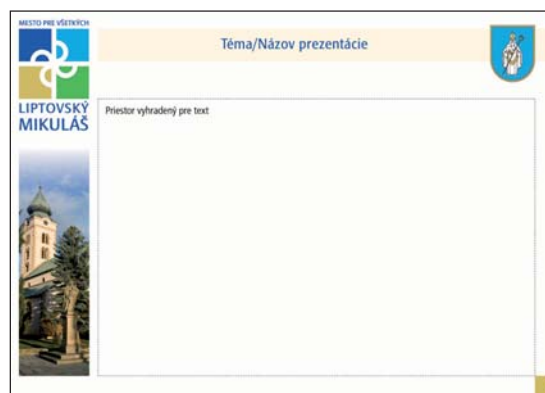 MESTO PRE VŠETKÝCH
Téma/Názov prezentácie
LIPTOVSKÝ
MIKULÁŠ
Priestor vyhradený pre text